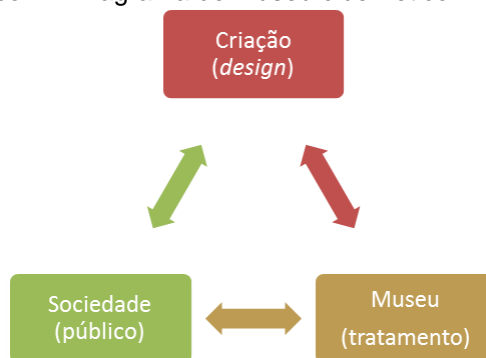 Criação
(design)
Sociedade
(público)
Museu
(tratamento)